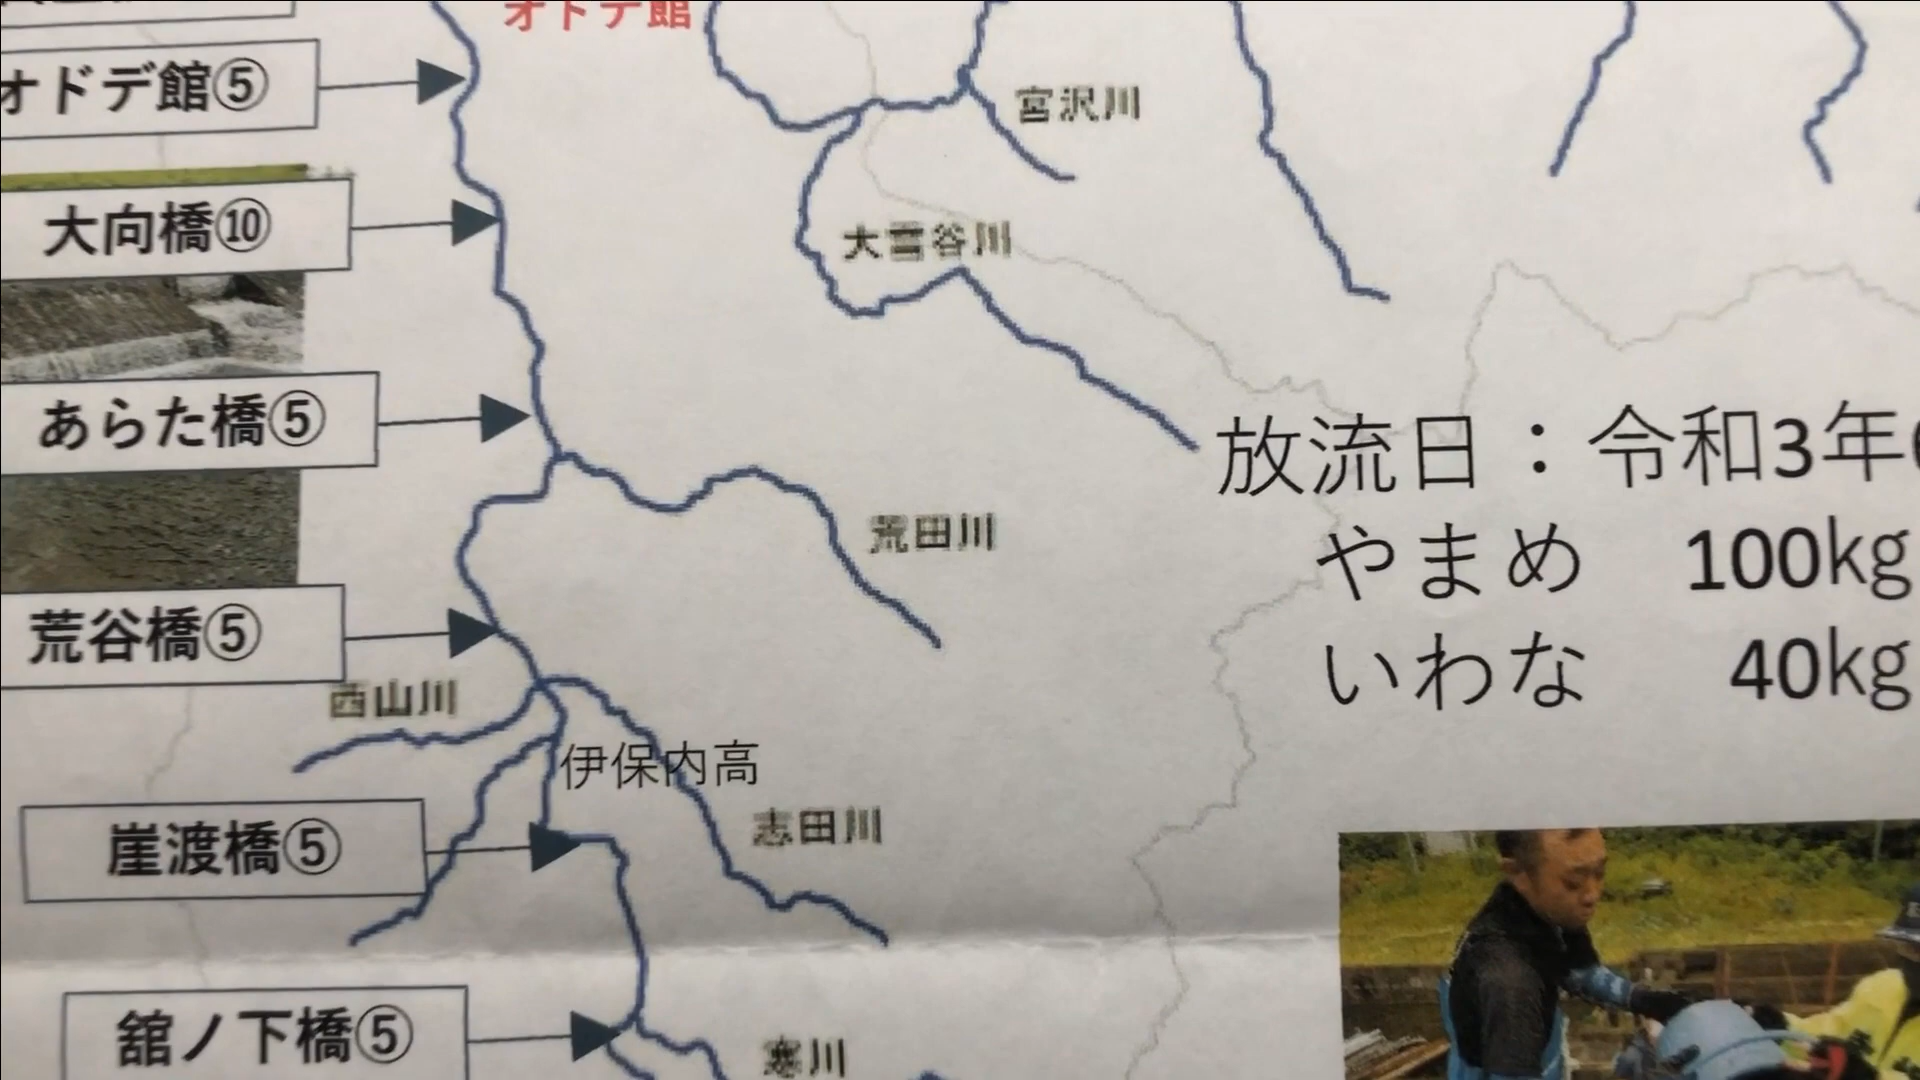 オドデ館
オドデ館⑤
宮沢川
大向橋⑩
大雪谷川
あらた橋⑤
放流日：令和3年
荒田川
やまめ 100kg
荒谷橋⑤
いわな 40kg
西山川
伊保内高
志田川
崖渡橋⑤
舘ノ下橋⑤
寒川